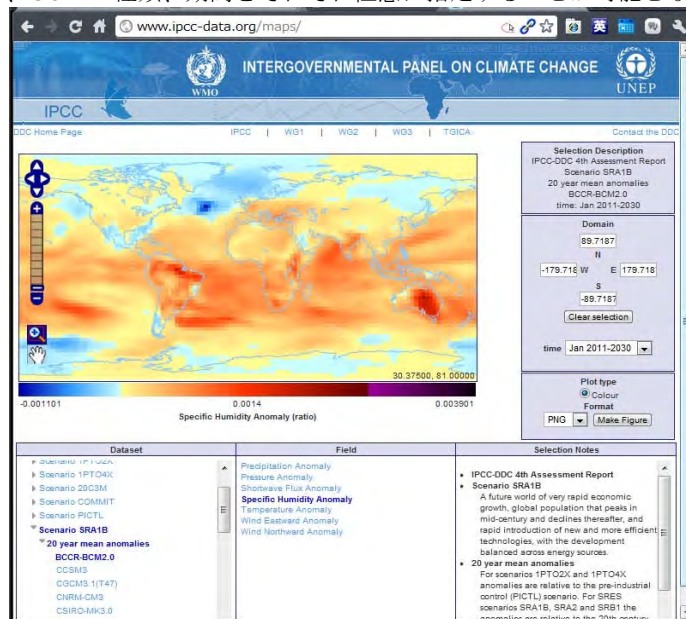 www.ipcc-data.org/maps/
英
INTERGOVERNMENTAL PANEL ON CLIMATE CHANGE
WMO
UNEP
IPCC
DDC Home Page
IPCC | WG1 | WG2 | WG3 | TGICA
Contact the DDC
30.37500, 81.00000
-0.001101 0.0014 0.003901
Specific Humidity Anomaly (ratio)
Selection Description
IPCC-DDC 4th Assessment Report
Scenario SRA1B
20 year mean anomalies
BCCR-BCM2.0
time: Jan 2011-2030
Domain
89.7187
N
-179.718 W E 179.718
S
-89.7187
Clear selection
time Jan 2011-2030
Plot type
Colour
Format
PNG Make Figure
Dataset
Scenario 1PTO2X
Scenario 1PTO4X
Scenario 20C3M
Scenario COMMIT
Scenario PICTL
Scenario SRA1B
20 year mean anomalies
BCCR-BCM2.0
CCSM3
CGCM3.1(T47)
CNRM-CM3
CSIRO-MK3.0
Field
Precipitation Anomaly
Pressure Anomaly
Shortwave Flux Anomaly
Specific Humidity Anomaly
Temperature Anomaly
Wind Eastward Anomaly
Wind Northward Anomaly
Selection Notes
IPCC-DDC 4th Assessment Report
Scenario SRA1B
A future world of very rapid economic
growth, global population that peaks in
mid-century and declines thereafter, and
rapid introduction of new and more efficient
technologies, with the development
balanced across energy sources.
20 year mean anomalies
For scenarios 1PTO2X and 1PTO4X
anomalies are relative to the pre-industrial
control (PICTL) scenario. For SRES
scenarios SRA1B, SRA2 and SRB1 the
anomalies are relative to the 20th century